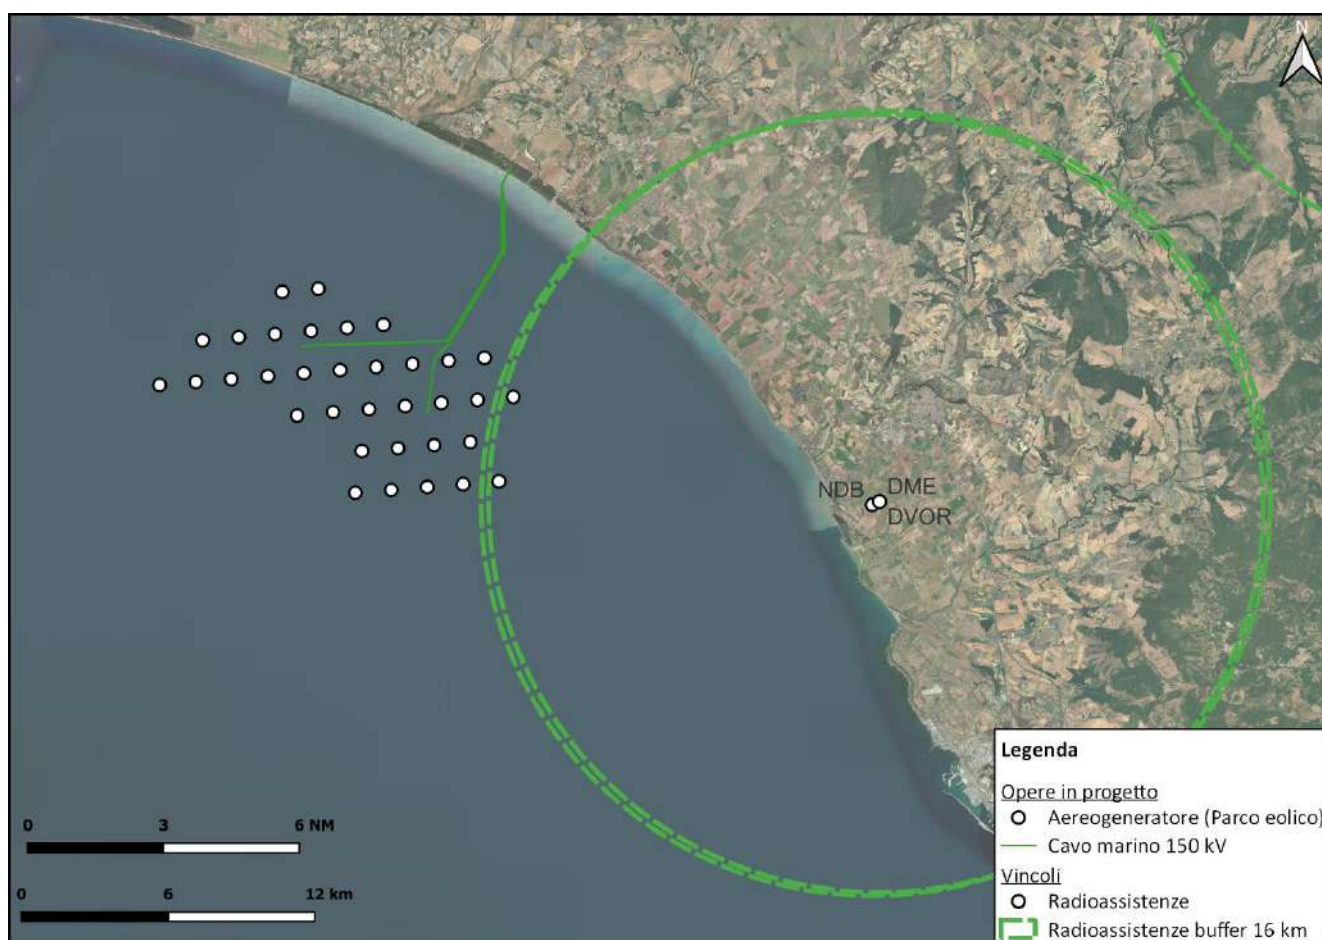 N
NDB
DME
DVOR
0 3 6 NM
0 6 12 km
Legenda
Opere in progetto
Aereogeneratore (Parco eolico)
Cavo marino 150 kV
Vincoli
Radioassistenze
Radioassistenze buffer 16 km